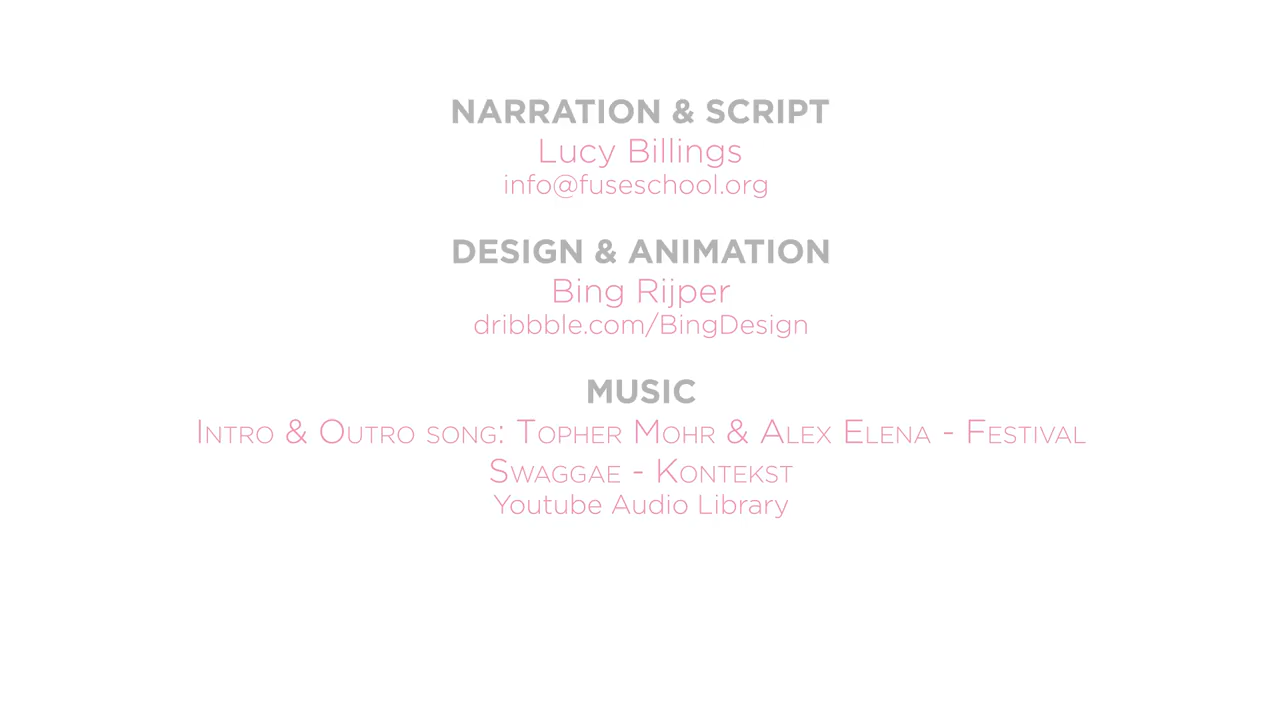 NARRATION & SCRIPT
Lucy Billings
info@fuseschool.org
DESIGN & ANIMATION
Bing Rijper
dribbble.com/BingDesign
MUSIC
Intro & Outro song: Topher Mohr & Alex Elena - Festival
Swaggae - Kontekst
Youtube Audio Library